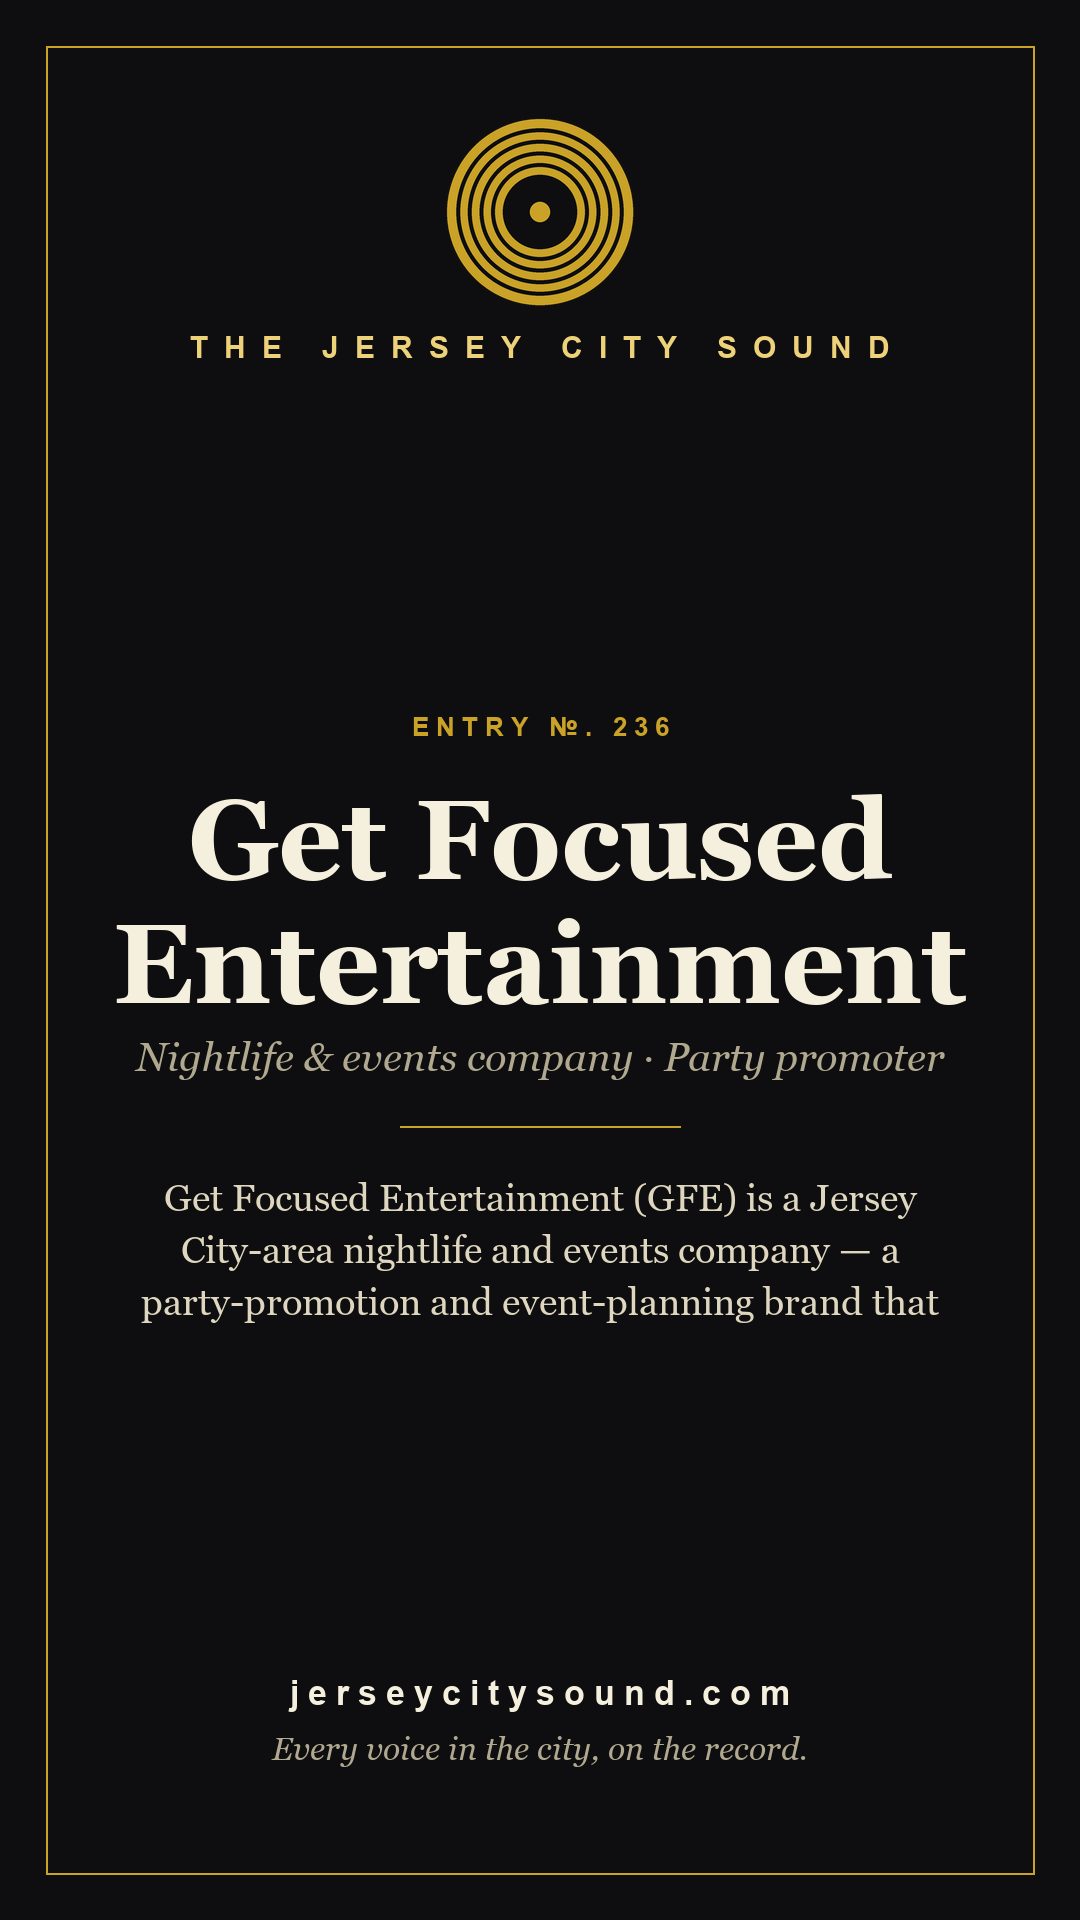 THE JERSEY CITY SOUND
ENTRY №. 236
Get Focused
Entertainment
Nightlife & events company · Party promoter
Get Focused Entertainment (GFE) is a Jersey
City-area nightlife and events company — a
party-promotion and event-planning brand that
jerseycitysound.com
Every voice in the city, on the record.